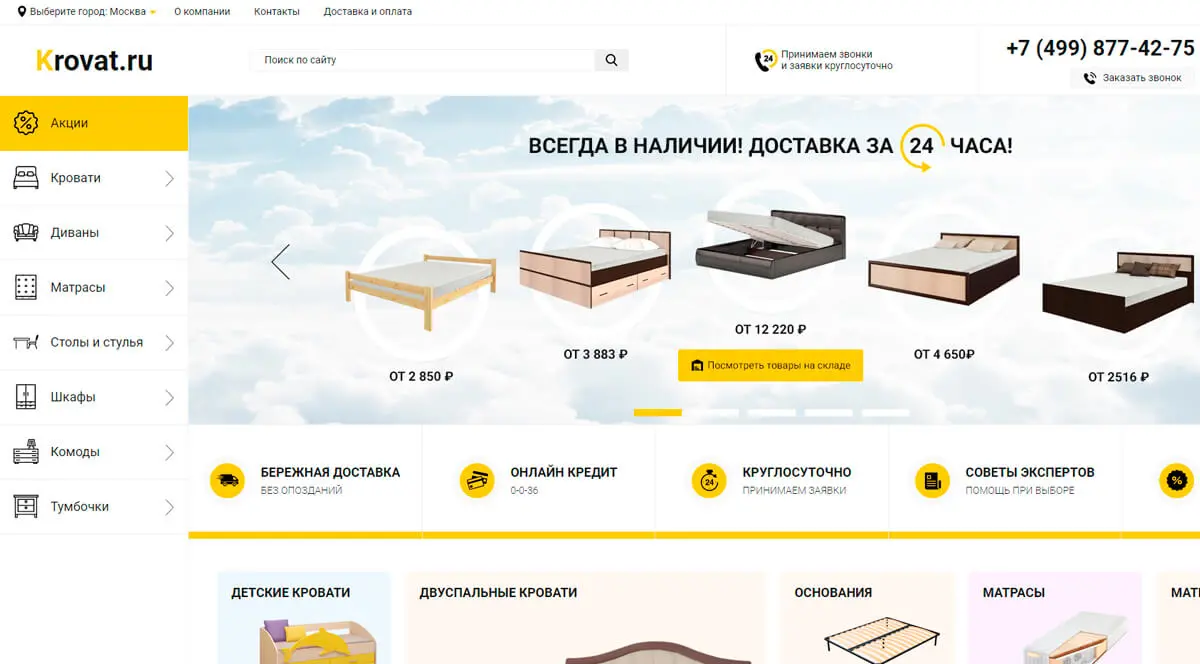 Выберите город: Москва
О компании
Контакты
Доставка и оплата
Krovat.ru
Поиск по сайту
24
Принимаем звонки
и заявки круглосуточно
+7 (499) 877-42-75
Заказать звонок
Акции
Кровати
Диваны
Матрасы
Столы и стулья
Шкафы
Комоды
Тумбочки
ВСЕГДА В НАЛИЧИИ! ДОСТАВКА ЗА 24 ЧАСА!
ОТ 2 850 ₽
ОТ 3 883 ₽
ОТ 12 220 ₽
ОТ 4 650₽
ОТ 2516 ₽
Посмотреть товары на складе
БЕРЕЖНАЯ ДОСТАВКА
БЕЗ ОПОЗДАНИЙ
ОНЛАЙН КРЕДИТ
0-0-36
24
КРУГЛОСУТОЧНО
ПРИНИМАЕМ ЗАЯВКИ
СОВЕТЫ ЭКСПЕРТОВ
ПОМОЩЬ ПРИ ВЫБОРЕ
%
ДЕТСКИЕ КРОВАТИ
ДВУСПАЛЬНЫЕ КРОВАТИ
ОСНОВАНИЯ
МАТРАСЫ
МАТ